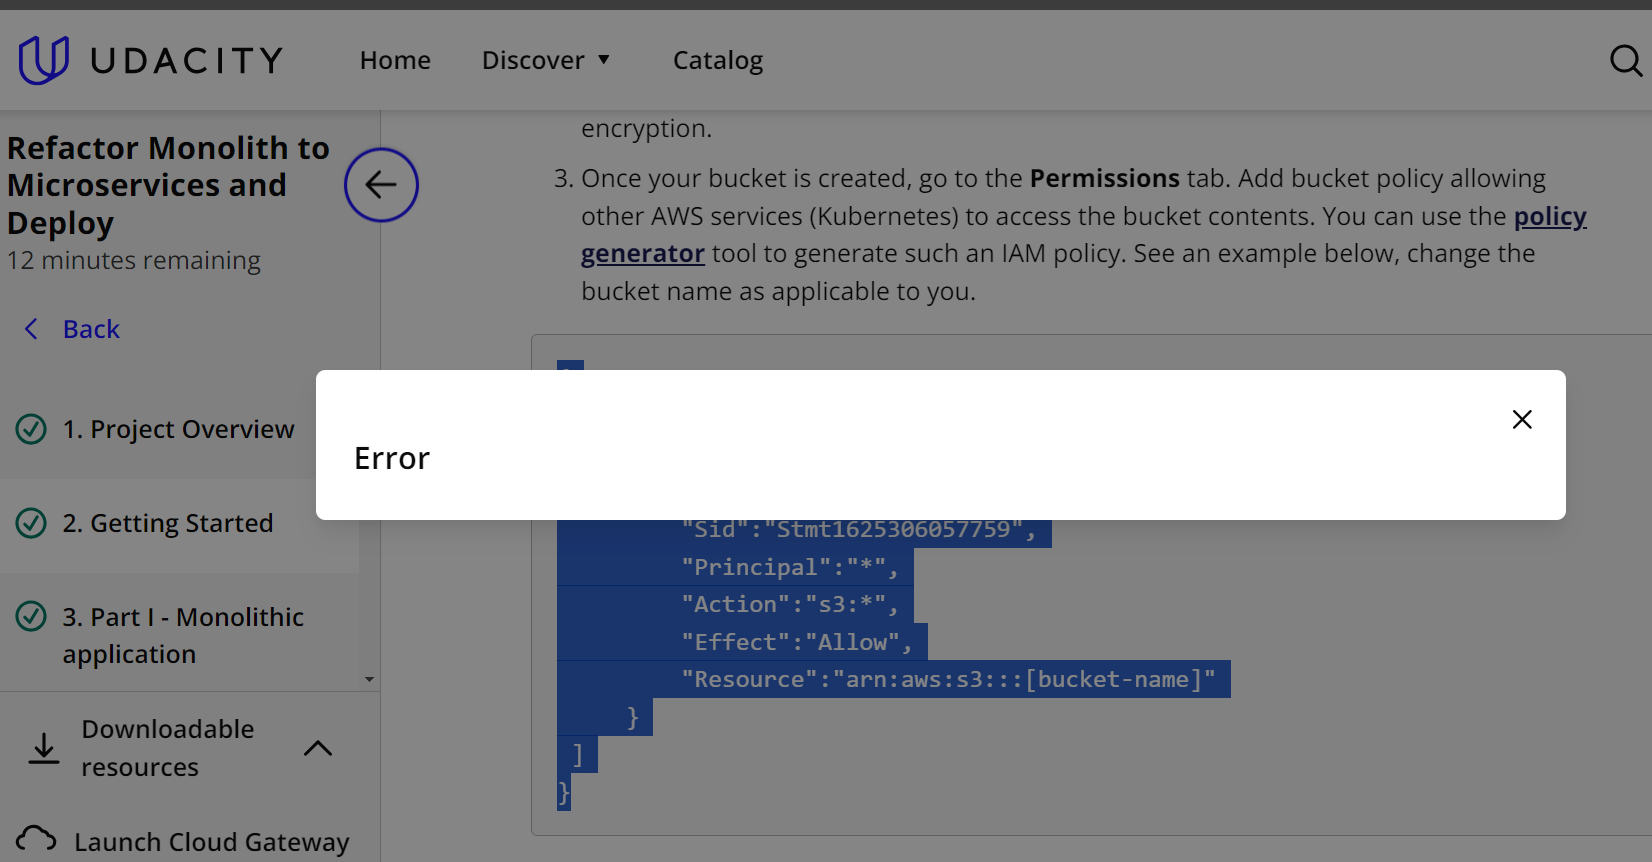 UDACITY
Home
Discover
Catalog
Refactor Monolith to
Microservices and
Deploy
12 minutes remaining
Back
1. Project Overview
2. Getting Started
3. Part I - Monolithic
application
Downloadable
resources
Launch Cloud Gateway
encryption.
3. Once your bucket is created, go to the Permissions tab. Add bucket policy allowing
other AWS services (Kubernetes) to access the bucket contents. You can use the policy
generator tool to generate such an IAM policy. See an example below, change the
bucket name as applicable to you.
Error
"Sid":"Stmt1625306057759",
"Principal":"*",
"Action":"s3:*",
"Effect":"Allow",
"Resource":"arn:aws:s3:::[bucket-name]"
}
]
}